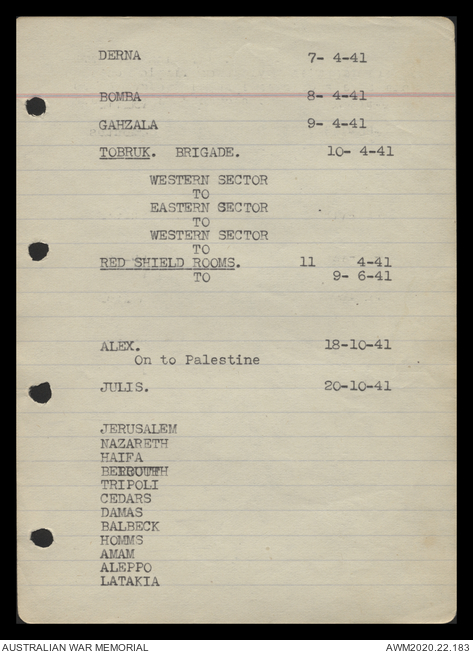 DERNA 7- 4-41
BOMBA 8- 4-41
GAHZALA 9- 4-41
TOBRUK. BRIGADE. 10- 4-41
WESTERN SECTOR
TO
EASTERN SECTOR
TO
WESTERN SECTOR
TO
RED SHIELD ROOMS. 11 4-41
TO 9- 6-41
ALEX. 18-10-41
On to Palestine
JULIS. 20-10-41
JERUSALEM
NAZARETH
HAIFA
TRIPOLI
CEDARS
DAMAS
BALBECK
HOMMS
AMAM
ALEPPO
LATAKIA
AUSTRALIAN WAR MEMORIAL AWM2020.22.183